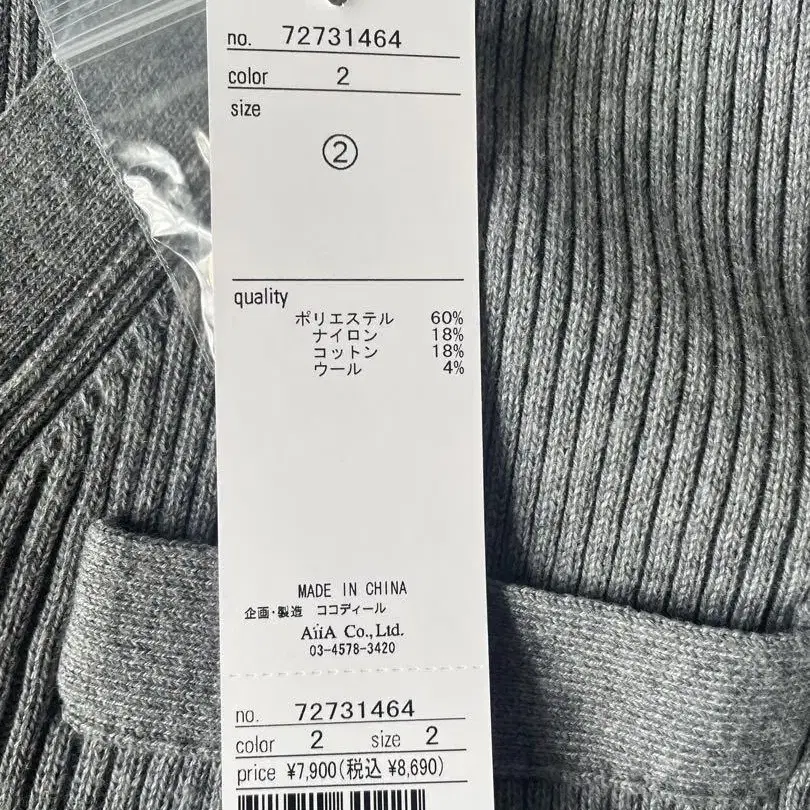 no. 72731464
color 2
size
②
quality
ポリエステル 60%
ナイロン 18%
コットン 18%
ウール 4%
MADE IN CHINA
企画・製造 ココディール
AiiA Co.,Ltd.
03-4578-3420
no. 72731464
color 2 size 2
price ¥7,900(税込 ¥8,690)